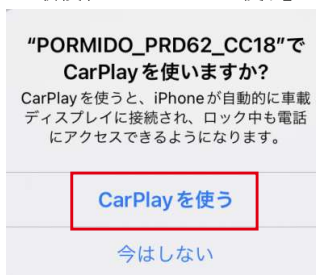 “PORMIDO_PRD62_CC18”で
CarPlayを使いますか?
CarPlayを使うと、iPhoneが自動的に車載
ディスプレイに接続され、ロック中も電話
にアクセスできるようになります。
CarPlayを使う
今はしない